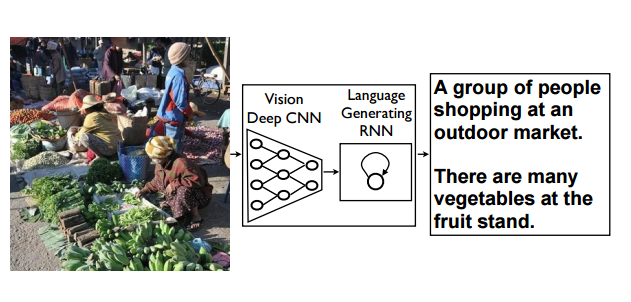 Vision
Deep CNN
Language
Generating
RNN
A group of people
shopping at an
outdoor market.
There are many
vegetables at the
fruit stand.